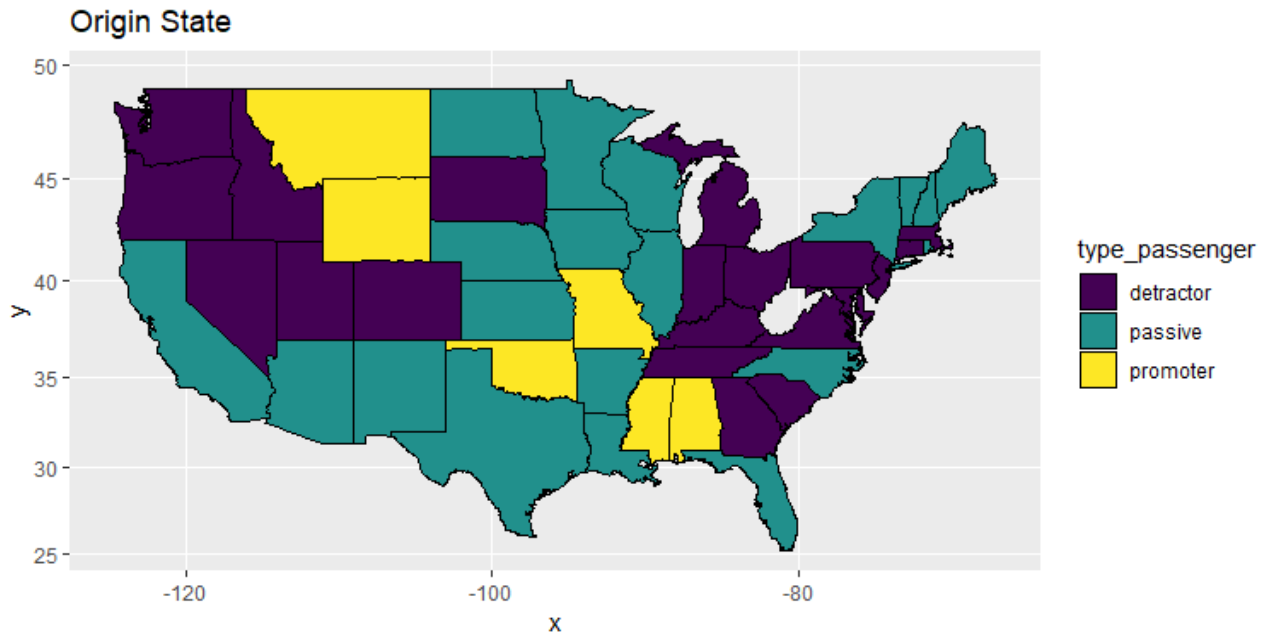 Origin State
50
45
40
35
30
25
y
-120
-100
-80
x
type_passenger
detractor
passive
promoter